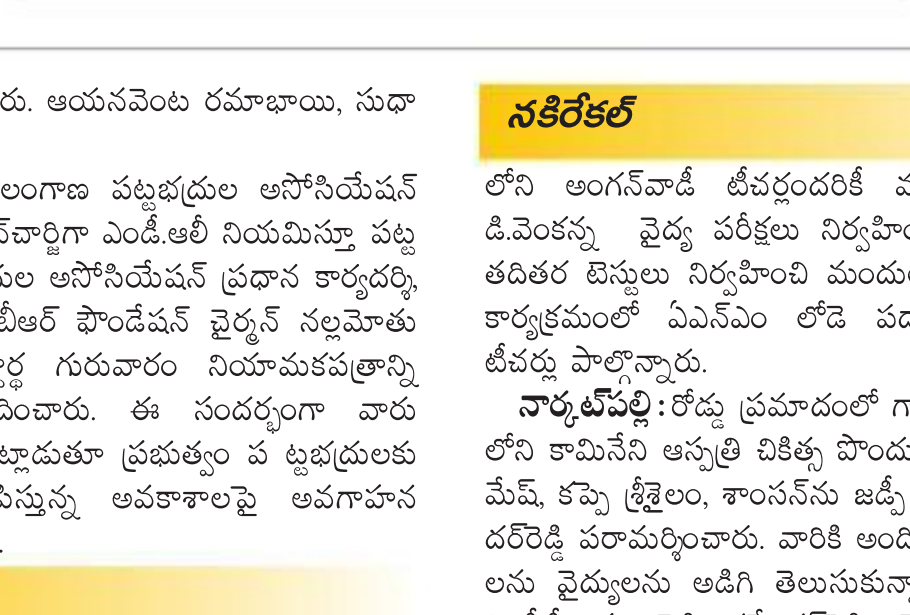 రు. ఆయనవెంట రమాభాయి, సుధా
లంగాణ పట్టభద్రుల అసోసియేషన్
న్‌చార్జిగా ఎండీ.ఆలీ నియమిస్తూ పట్ట
అసోసియేషన్ ప్రధాన కార్యదర్శి,
బీఆర్ ఫౌండేషన్ చైర్మన్ నల్లమోతు
గురువారం నియామకపత్రాన్ని
దించారు. ఈ సందర్భంగా వారు
ట్లాడుతూ ప్రభుత్వం ప ట్టభద్రులకు
పిస్తున్న అవకాశాలపై అవగాహన
నకిరేకల్
లోని అంగన్‌వాడీ టీచర్లందరికీ
డి.వెంకన్న వైద్య పరీక్షలు నిర్వహిం
తదితర టెస్టులు నిర్వహించి మందు
కార్యక్రమంలో ఏఎన్ఎం లోడె పద
టీచర్లు పాల్గొన్నారు.
నార్కట్‌పల్లి: రోడ్డు ప్రమాదంలో గా
లోని కామినేని ఆస్పత్రి చికిత్స పొందు
మేష్, కప్పె శ్రీశైలం, శాంసన్‌ను జడ్పీ
దర్‌రెడ్డి పరామర్శించారు. వారికి అంది
లను వైద్యులను అడిగి తెలుసుకున్నా